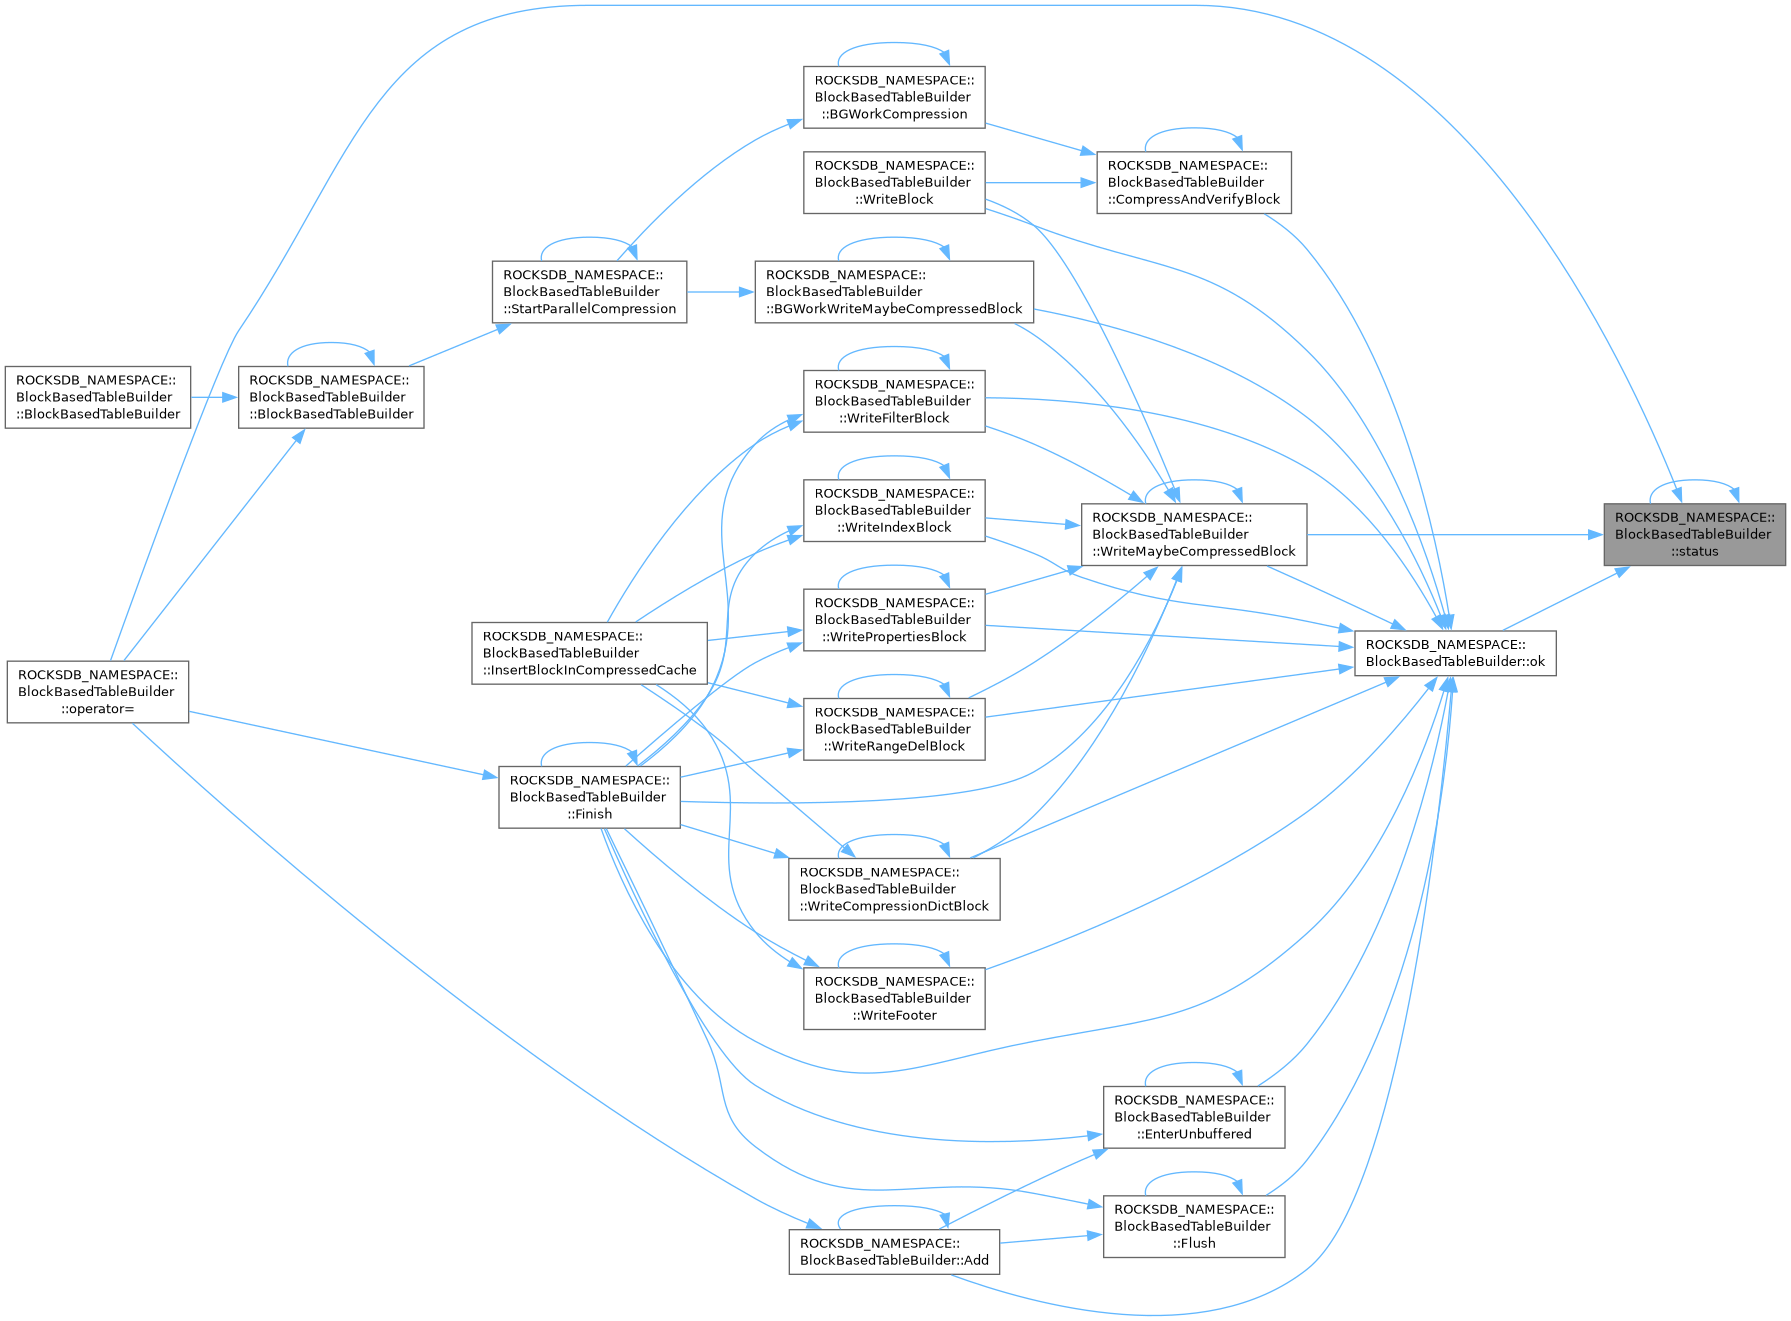 ROCKSDB_NAMESPACE::
BlockBasedTableBuilder
::BGWorkCompression
ROCKSDB_NAMESPACE::
BlockBasedTableBuilder
::WriteBlock
ROCKSDB_NAMESPACE::
BlockBasedTableBuilder
::CompressAndVerifyBlock
ROCKSDB_NAMESPACE::
BlockBasedTableBuilder
::StartParallelCompression
ROCKSDB_NAMESPACE::
BlockBasedTableBuilder
::BGWorkWriteMaybeCompressedBlock
ROCKSDB_NAMESPACE::
BlockBasedTableBuilder
::BlockBasedTableBuilder
ROCKSDB_NAMESPACE::
BlockBasedTableBuilder
::BlockBasedTableBuilder
ROCKSDB_NAMESPACE::
BlockBasedTableBuilder
::WriteFilterBlock
ROCKSDB_NAMESPACE::
BlockBasedTableBuilder
::WriteIndexBlock
ROCKSDB_NAMESPACE::
BlockBasedTableBuilder
::WriteMaybeCompressedBlock
ROCKSDB_NAMESPACE::
BlockBasedTableBuilder
::status
ROCKSDB_NAMESPACE::
BlockBasedTableBuilder
::WritePropertiesBlock
ROCKSDB_NAMESPACE::
BlockBasedTableBuilder
::InsertBlockInCompressedCache
ROCKSDB_NAMESPACE::
BlockBasedTableBuilder::ok
ROCKSDB_NAMESPACE::
BlockBasedTableBuilder
::operator=
ROCKSDB_NAMESPACE::
BlockBasedTableBuilder
::WriteRangeDelBlock
ROCKSDB_NAMESPACE::
BlockBasedTableBuilder
::Finish
ROCKSDB_NAMESPACE::
BlockBasedTableBuilder
::WriteCompressionDictBlock
ROCKSDB_NAMESPACE::
BlockBasedTableBuilder
::WriteFooter
ROCKSDB_NAMESPACE::
BlockBasedTableBuilder
::EnterUnbuffered
ROCKSDB_NAMESPACE::
BlockBasedTableBuilder
::Flush
ROCKSDB_NAMESPACE::
BlockBasedTableBuilder::Add